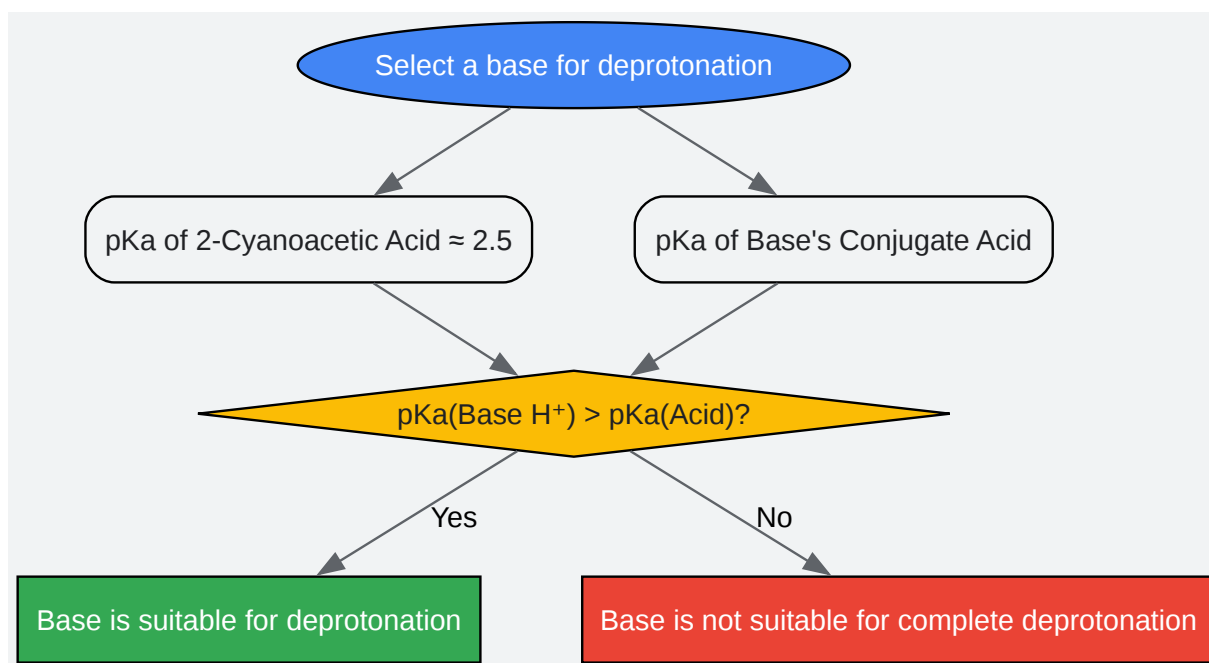 Select a base for deprotonation
pKa of 2-Cyanoacetic Acid ≈ 2.5
pKa of Base's Conjugate Acid
pKa(Base H⁺) > pKa(Acid)?
Yes
No
Base is suitable for deprotonation
Base is not suitable for complete deprotonation